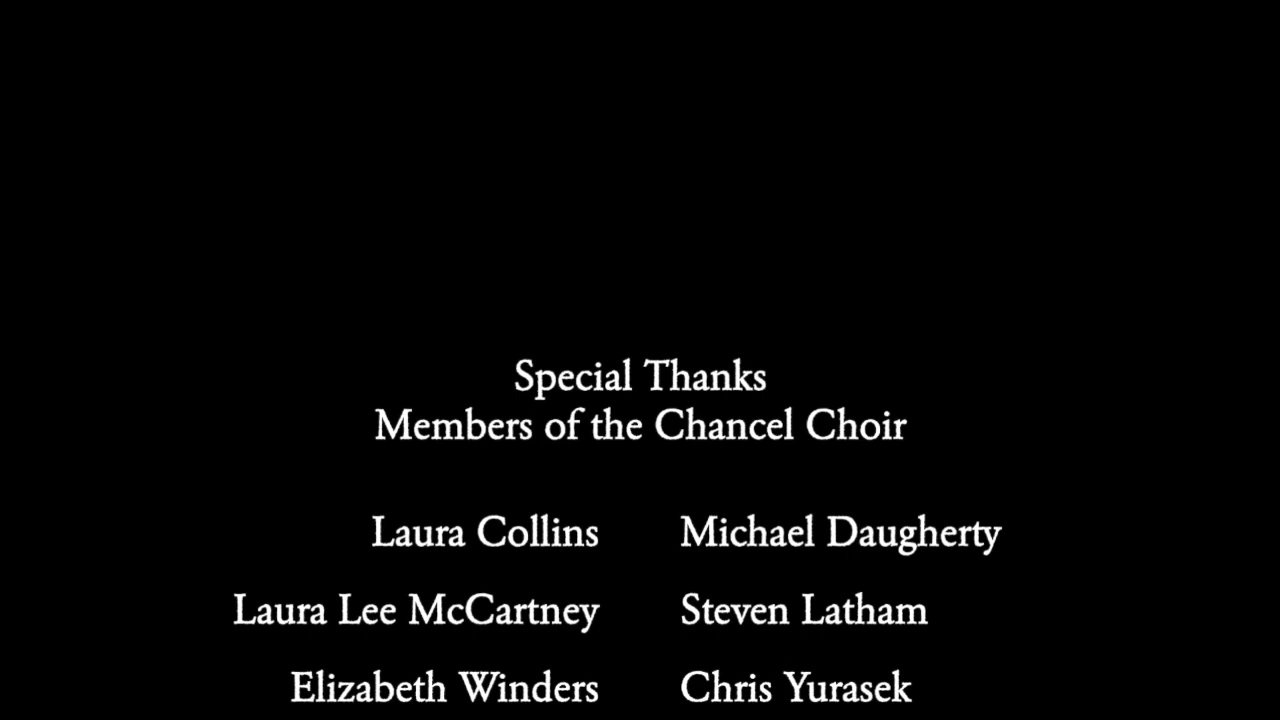 Special Thanks
Members of the Chancel Choir
Laura Collins Michael Daugherty
Laura Lee McCartney Steven Latham
Elizabeth Winders Chris Yurasek